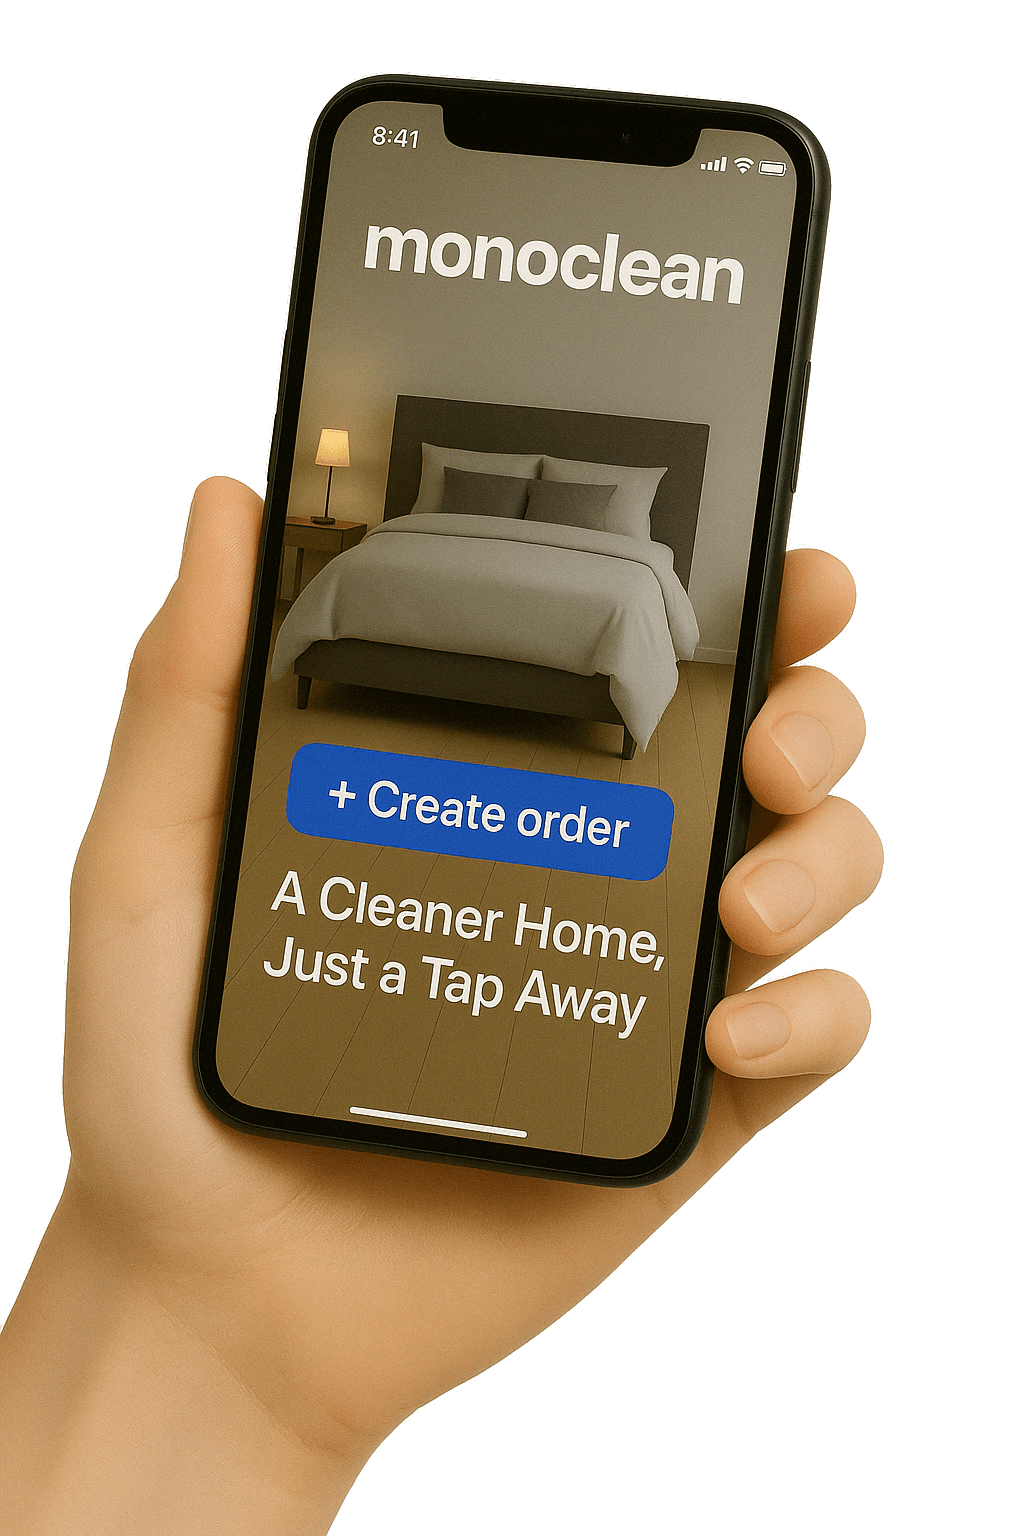 8:41
monoclean
+ Create order
A Cleaner Home,
Just a Tap Away